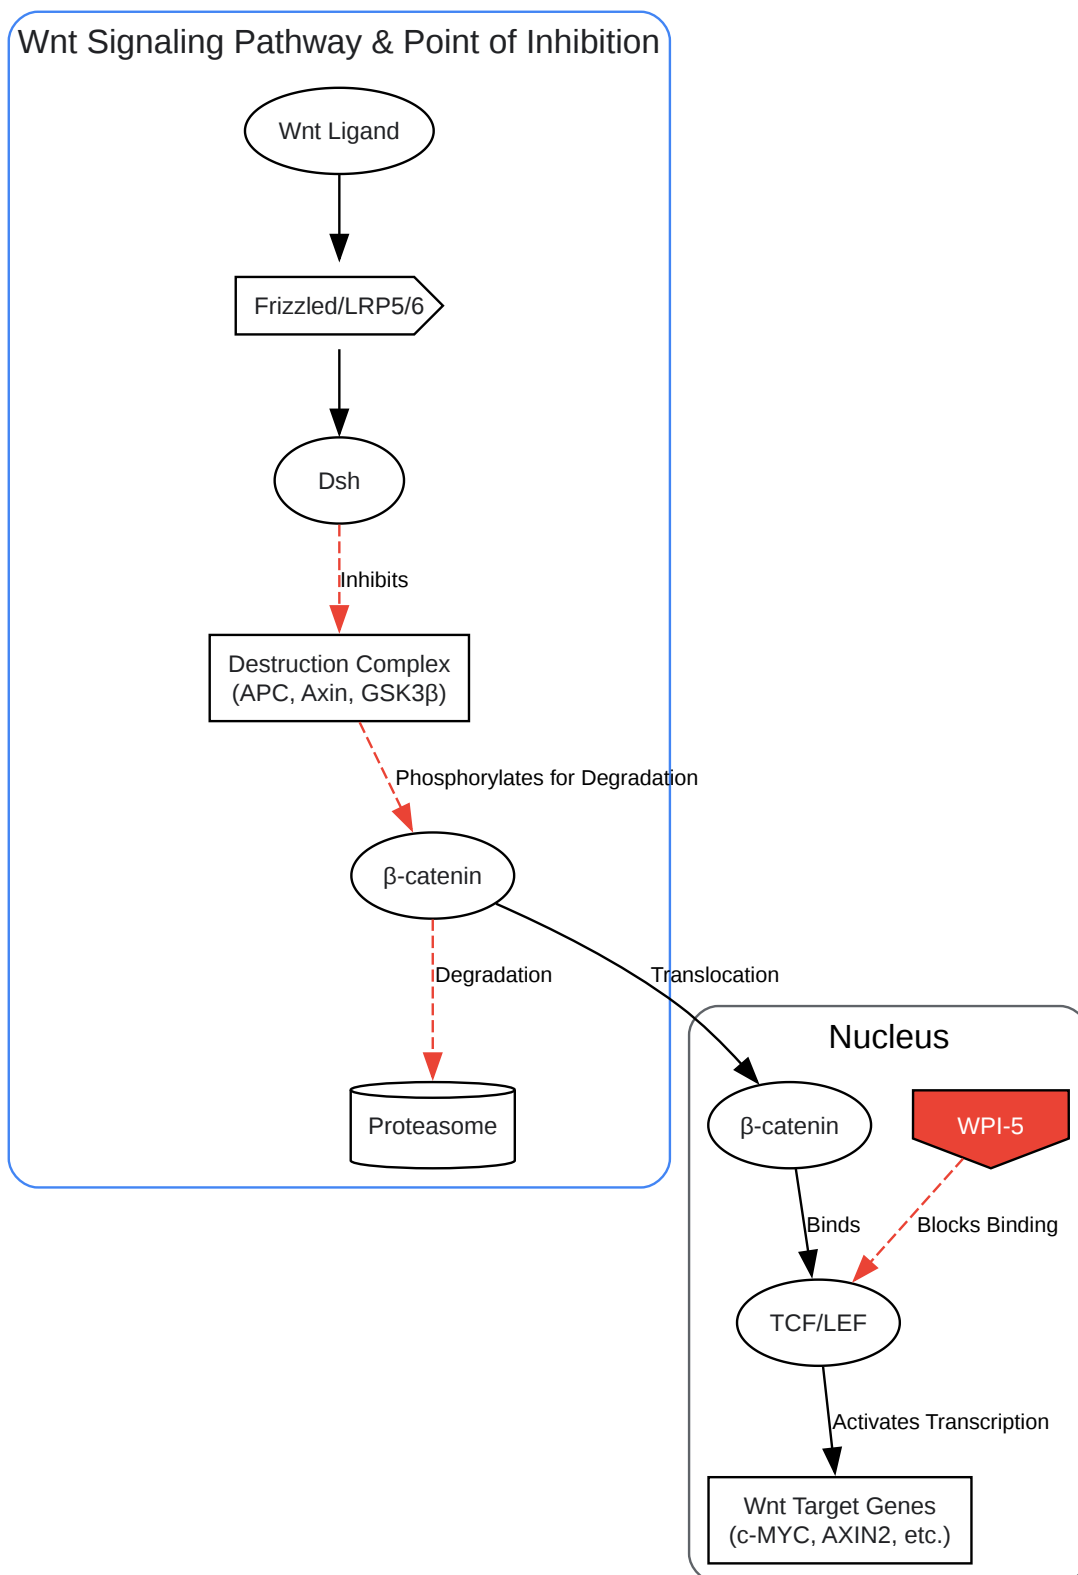 Wnt Signaling Pathway & Point of Inhibition
Wnt Ligand
Frizzled/LRP5/6
Dsh
Inhibits
Destruction Complex
(APC, Axin, GSK3β)
Phosphorylates for Degradation
β-catenin
Degradation
Translocation
Proteasome
Nucleus
β-catenin
WPI-5
Binds
Blocks Binding
TCF/LEF
Activates Transcription
Wnt Target Genes
(c-MYC, AXIN2, etc.)